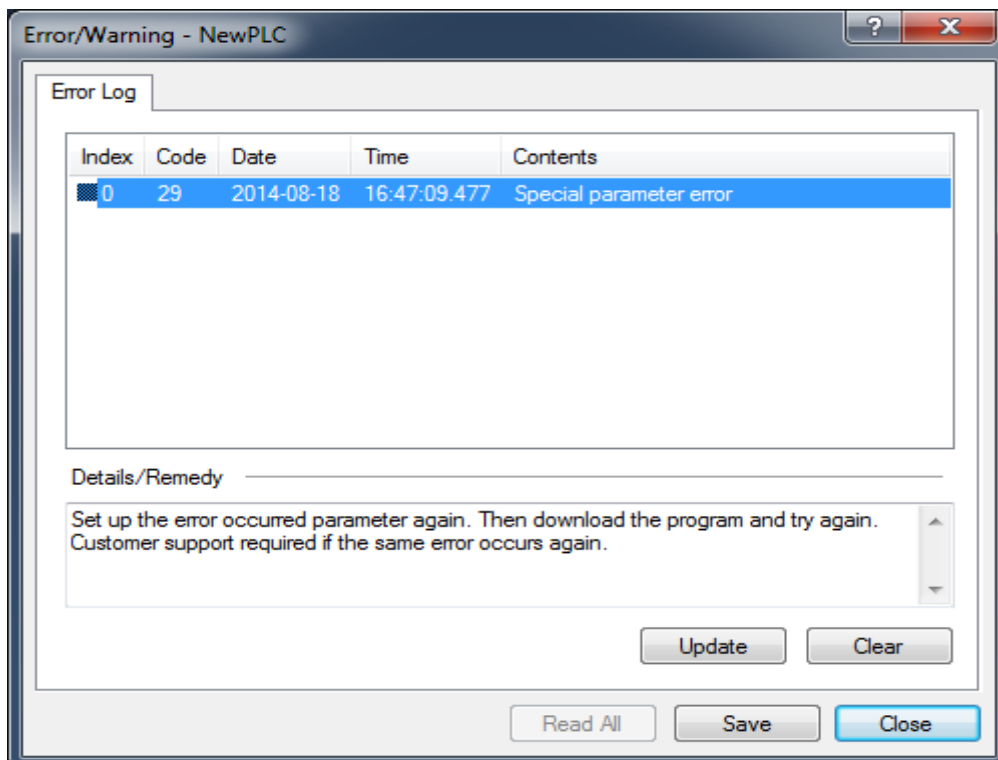 Error/Warning - NewPLC
?
Error Log
Index Code Date Time Contents
0 29 2014-08-18 16:47:09.477 Special parameter error
Details/Remedy
Set up the error occurred parameter again. Then download the program and try again.
Customer support required if the same error occurs again.
Update Clear
Read All Save Close